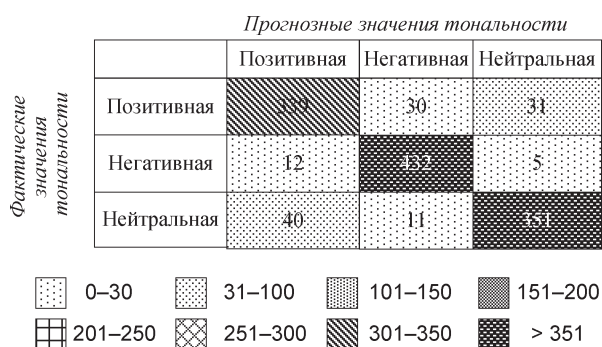 Прогнозные значения тональности
Позитивная Негативная Нейтральная
Фактические
значения
тональности
Позитивная 339 30 31
Негативная 12 432 5
Нейтральная 40 11 351
0–30 31–100 101–150 151–200
201–250 251–300 301–350 > 351